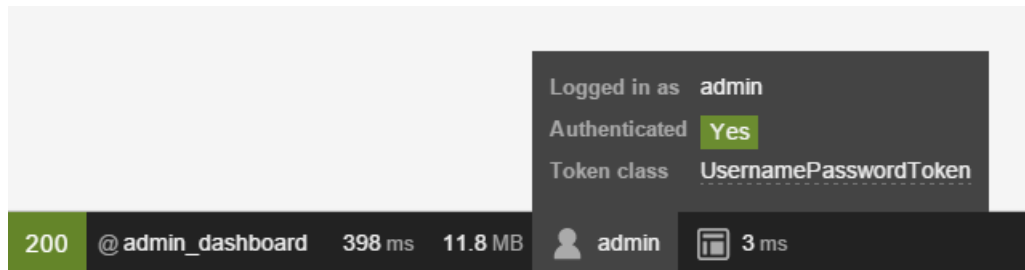 Logged in as admin
Authenticated Yes
Token class UsernamePasswordToken
200 @ admin_dashboard 398 ms 11.8 MB admin 3 ms